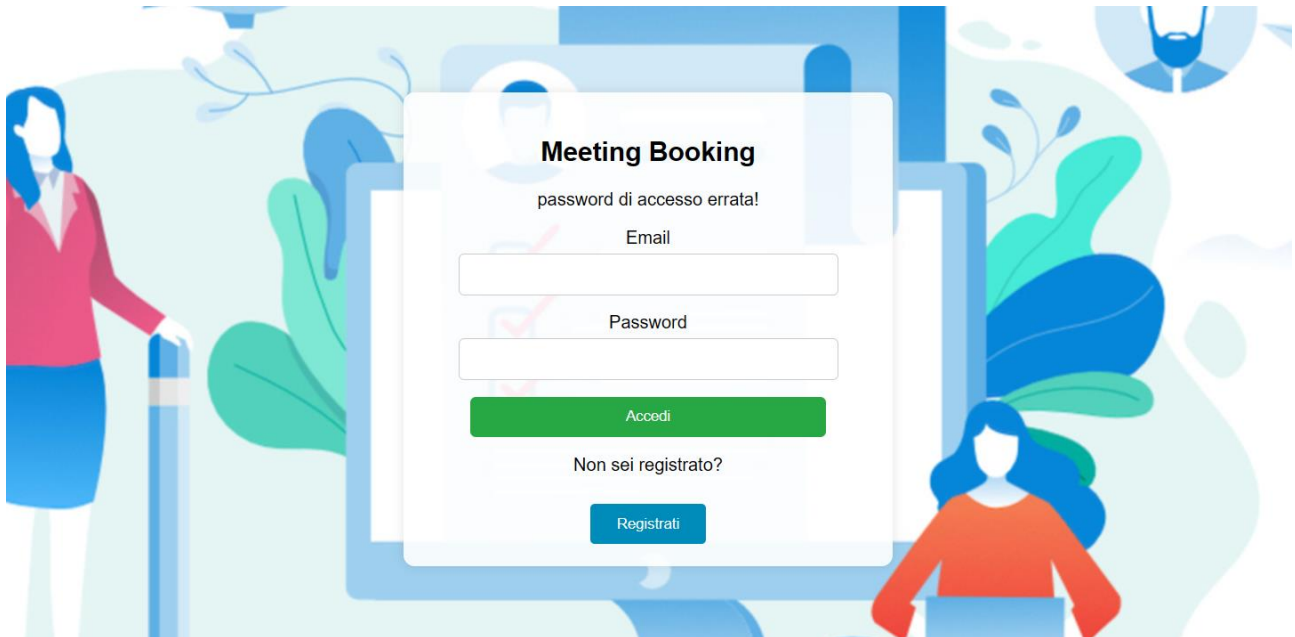 Meeting Booking
password di accesso errata!
Email
Password
Accedi
Non sei registrato?
Registrati